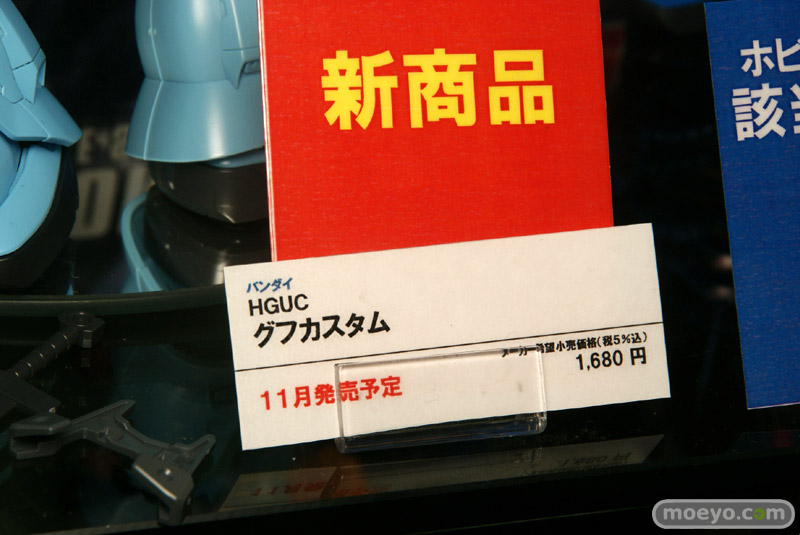 新商品
ホビ
該
バンダイ
HGUC
グフカスタム
メーカー希望小売価格(税5%込)
1,680 円
11月発売予定
moeyo.com